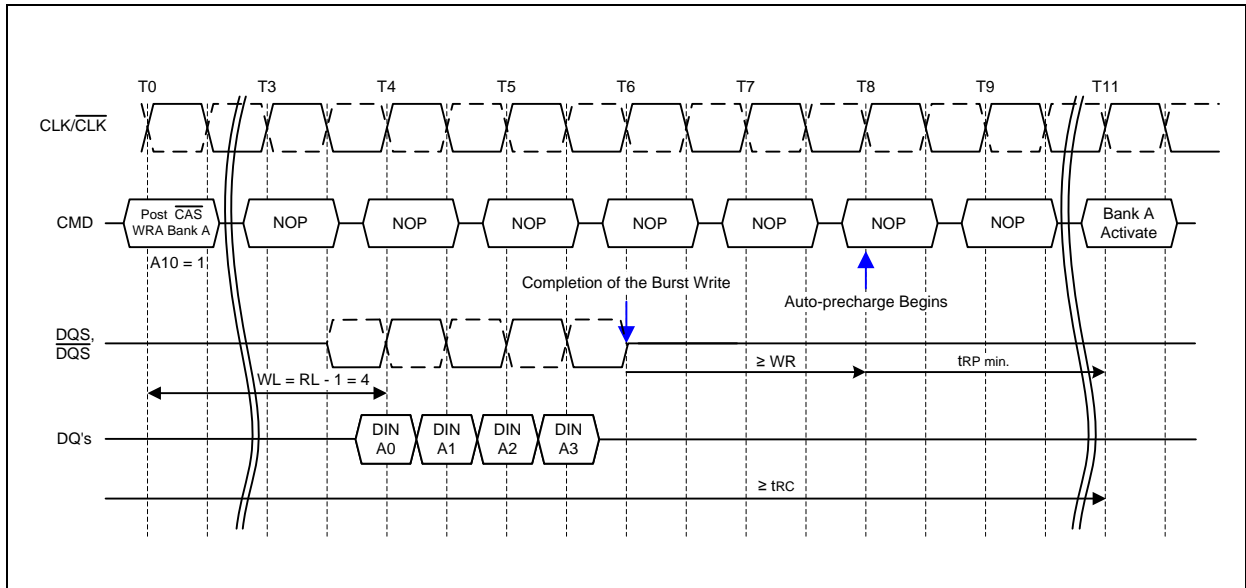 T0 T3 T4 T5 T6 T7 T8 T9 T11
CLK/CLK
CMD
Post CAS
WRA Bank A
NOP NOP NOP NOP NOP NOP NOP
Bank A
Activate
A10 = 1
Completion of the Burst Write
Auto-precharge Begins
DQS,
DQS
≥ WR
tRP min.
WL = RL - 1 = 4
DQ's
DIN
A0
DIN
A1
DIN
A2
DIN
A3
≥ tRC